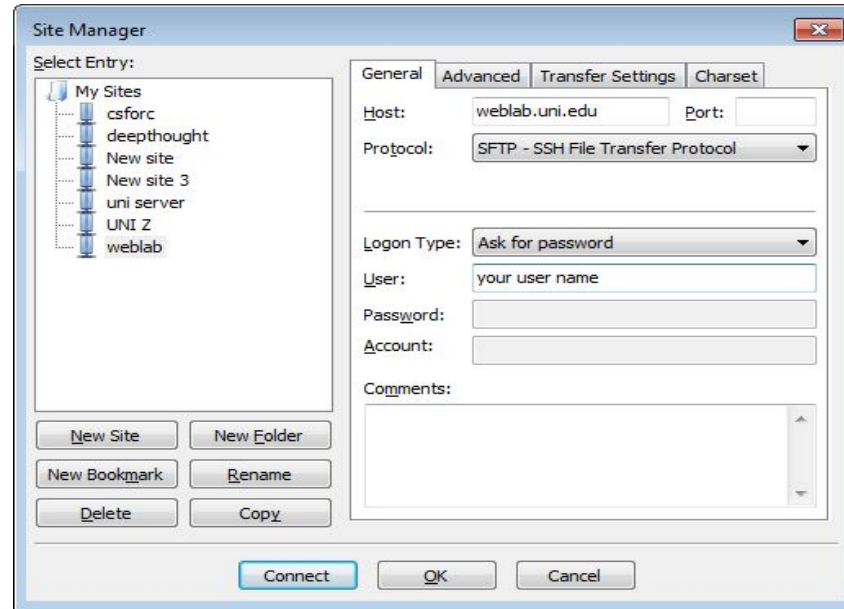 Site Manager
Select Entry:
My Sites
csforc
deepthought
New site
New site 3
uni server
UNI Z
weblab
New Site
New Folder
New Bookmark
Rename
Delete
Copy
General Advanced Transfer Settings Charset
Host: weblab.uni.edu Port:
Protocol: SFTP - SSH File Transfer Protocol
Logon Type: Ask for password
User: your user name
Password:
Account:
Comments:
Connect OK Cancel